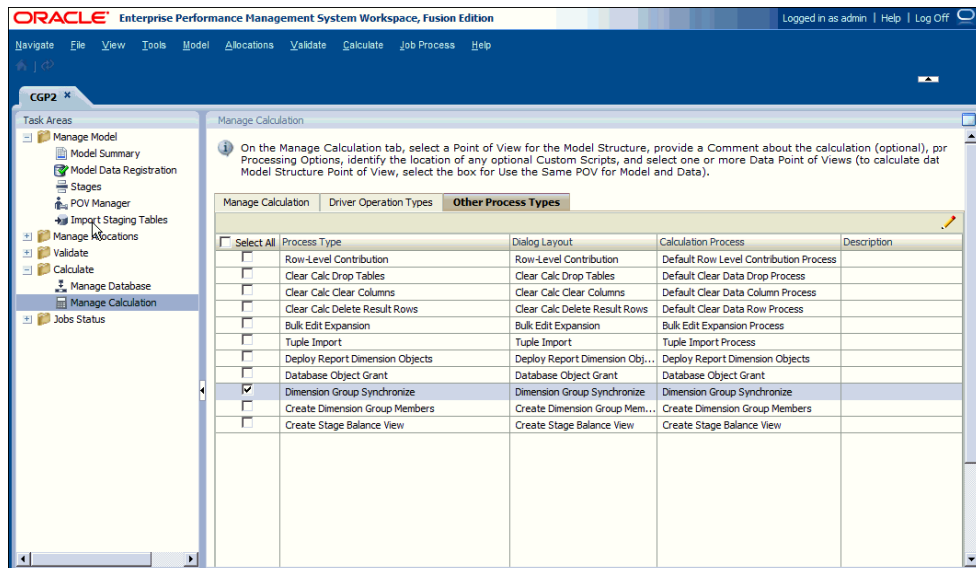 ORACLE Enterprise Performance Management System Workspace, Fusion Edition Logged in as admin | Help | Log Off
Navigate File View Tools Model Allocations Validate Calculate Job Process Help
CGP2
Task Areas
Manage Model
Model Summary
Model Data Registration
Stages
POV Manager
Import Staging Tables
Manage Allocations
Validate
Calculate
Manage Database
Manage Calculation
Jobs Status
Manage Calculation
On the Manage Calculation tab, select a Point of View for the Model Structure, provide a Comment about the calculation (optional), pr
Processing Options, identify the location of any optional Custom Scripts, and select one or more Data Point of Views (to calculate dat
Model Structure Point of View, select the box for Use the Same POV for Model and Data).
Manage Calculation Driver Operation Types Other Process Types
Select All Process Type Dialog Layout Calculation Process Description
Row-Level Contribution Row-Level Contribution Default Row Level Contribution Process
Clear Calc Drop Tables Clear Calc Drop Tables Default Clear Data Drop Process
Clear Calc Clear Columns Clear Calc Clear Columns Default Clear Data Column Process
Clear Calc Delete Result Rows Clear Calc Delete Result Rows Default Clear Data Row Process
Bulk Edit Expansion Bulk Edit Expansion Bulk Edit Expansion Process
Tuple Import Tuple Import Tuple Import Process
Deploy Report Dimension Objects Deploy Report Dimension Obj... Deploy Report Dimension Objects
Database Object Grant Database Object Grant Database Object Grant
Dimension Group Synchronize Dimension Group Synchronize Dimension Group Synchronize
Create Dimension Group Members Create Dimension Group Mem... Create Dimension Group Members
Create Stage Balance View Create Stage Balance View Create Stage Balance View